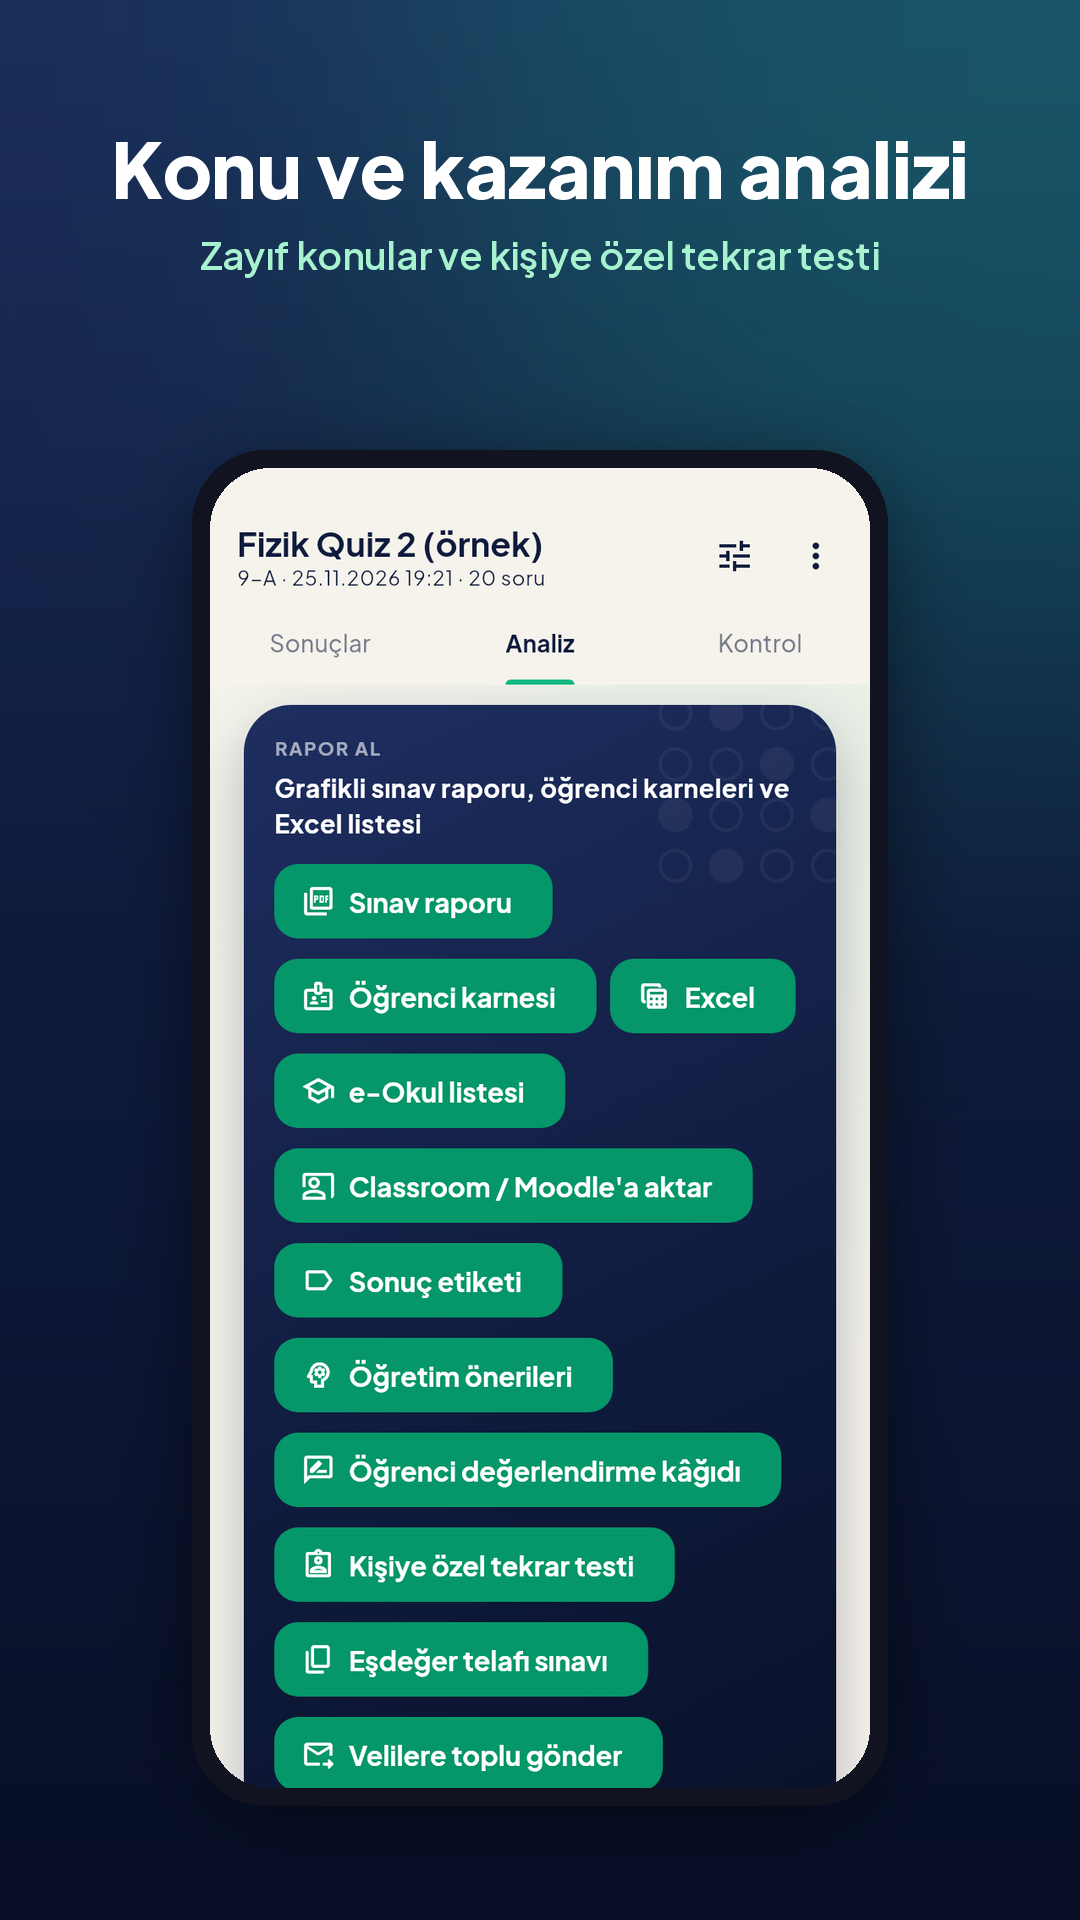 Konu ve kazanım analizi
Zayıf konular ve kişiye özel tekrar testi
Fizik Quiz 2 (örnek)
9-A · 25.11.2026 19:21 · 20 soru
Sonuçlar
Analiz
Kontrol
RAPOR AL
Grafikli sınav raporu, öğrenci karneleri ve
Excel listesi
PDF
Sınav raporu
Öğrenci karnesi
Excel
e-Okul listesi
Classroom / Moodle'a aktar
Sonuç etiketi
Öğretim önerileri
Öğrenci değerlendirme kâğıdı
Kişiye özel tekrar testi
Eşdeğer telafi sınavı
Velilere toplu gönder